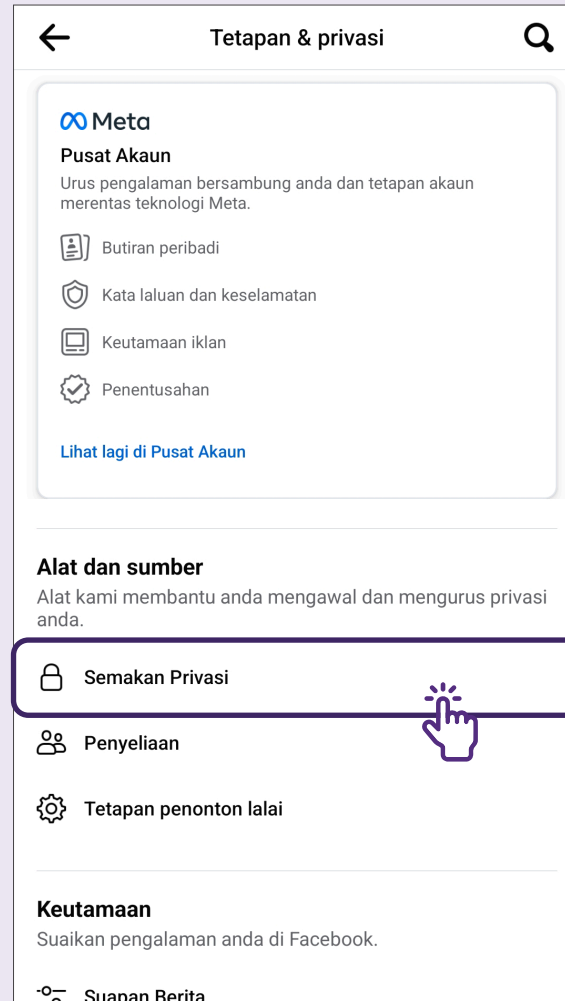 Tetapan & privasi
Meta
Pusat Akaun
Urus pengalaman bersambung anda dan tetapan akaun
merentas teknologi Meta.
Butiran peribadi
Kata laluan dan keselamatan
Keutamaan iklan
Penentusahan
Lihat lagi di Pusat Akaun
Alat dan sumber
Alat kami membantu anda mengawal dan mengurus privasi
anda.
Semakan Privasi
Penyeliaan
Tetapan penonton lalai
Keutamaan
Suaikan pengalaman anda di Facebook.
Suapan Berita